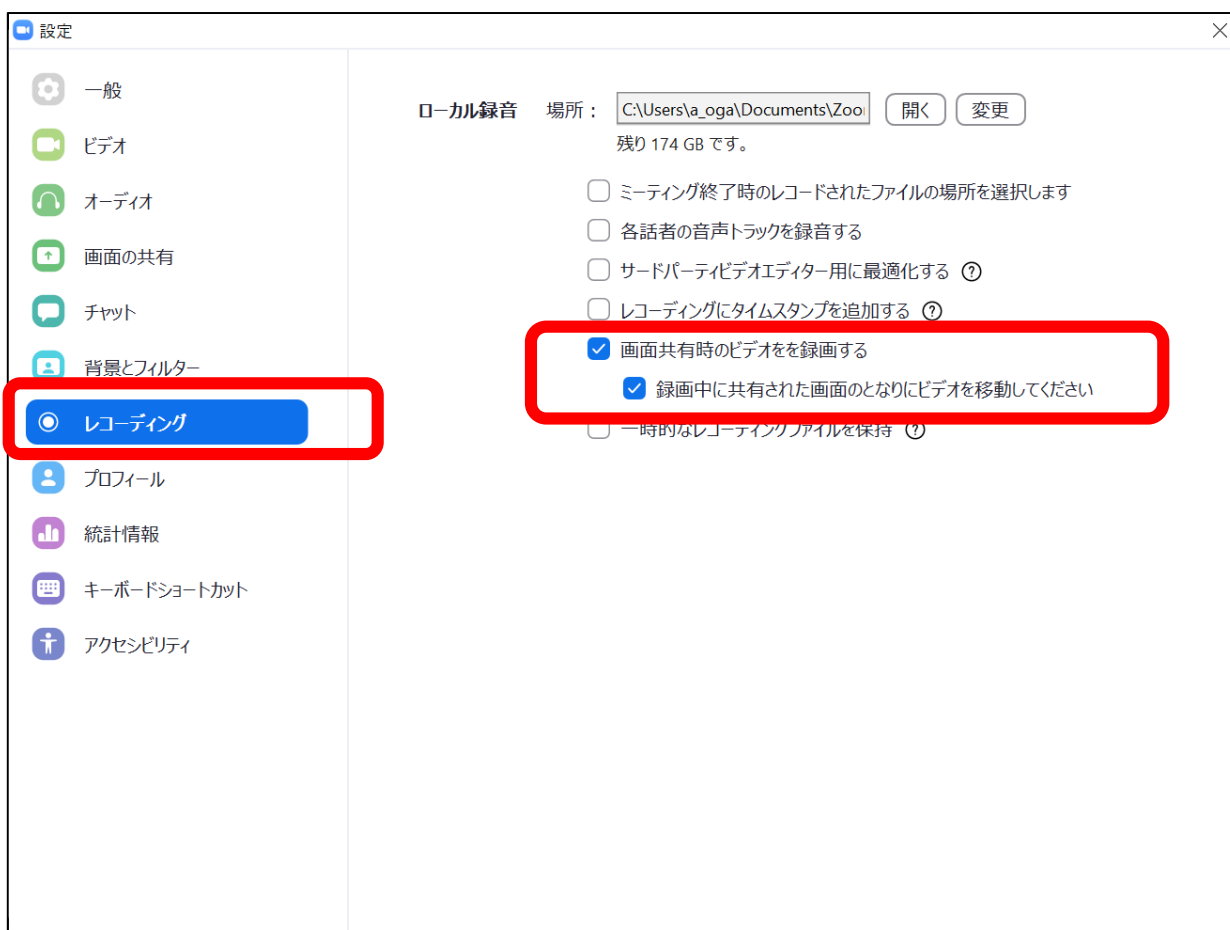 設定
一般
ビデオ
オーディオ
画面の共有
チャット
背景とフィルター
レコーディング
プロフィール
統計情報
キーボードショートカット
アクセシビリティ
ローカル録音 場所： C:\Users\a_oga\Documents\Zoo 開く 変更
残り 174 GB です。
ミーティング終了時のレコードされたファイルの場所を選択します
各話者の音声トラックを録音する
サードパーティビデオエディター用に最適化する ?
レコーディングにタイムスタンプを追加する ?
画面共有時のビデオをを録画する
録画中に共有された画面のとなりにビデオを移動してください
一時的なレコーディングファイルを保持 ?